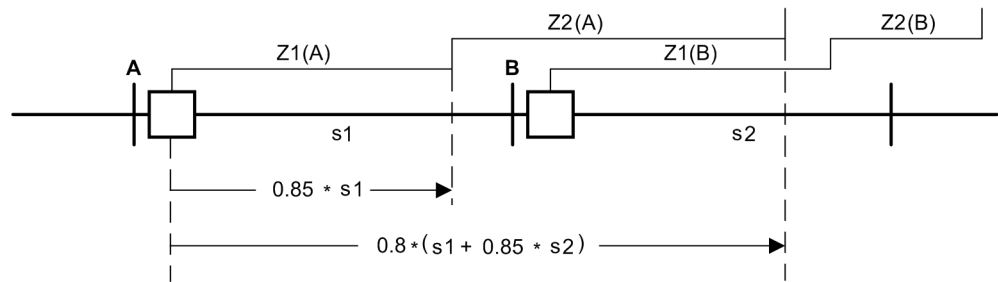 Z2(A)
Z2(B)
Z1(A)
Z1(B)
A
B
s1
s2
0.85 * s1
0.8*(s1 + 0.85 * s2)